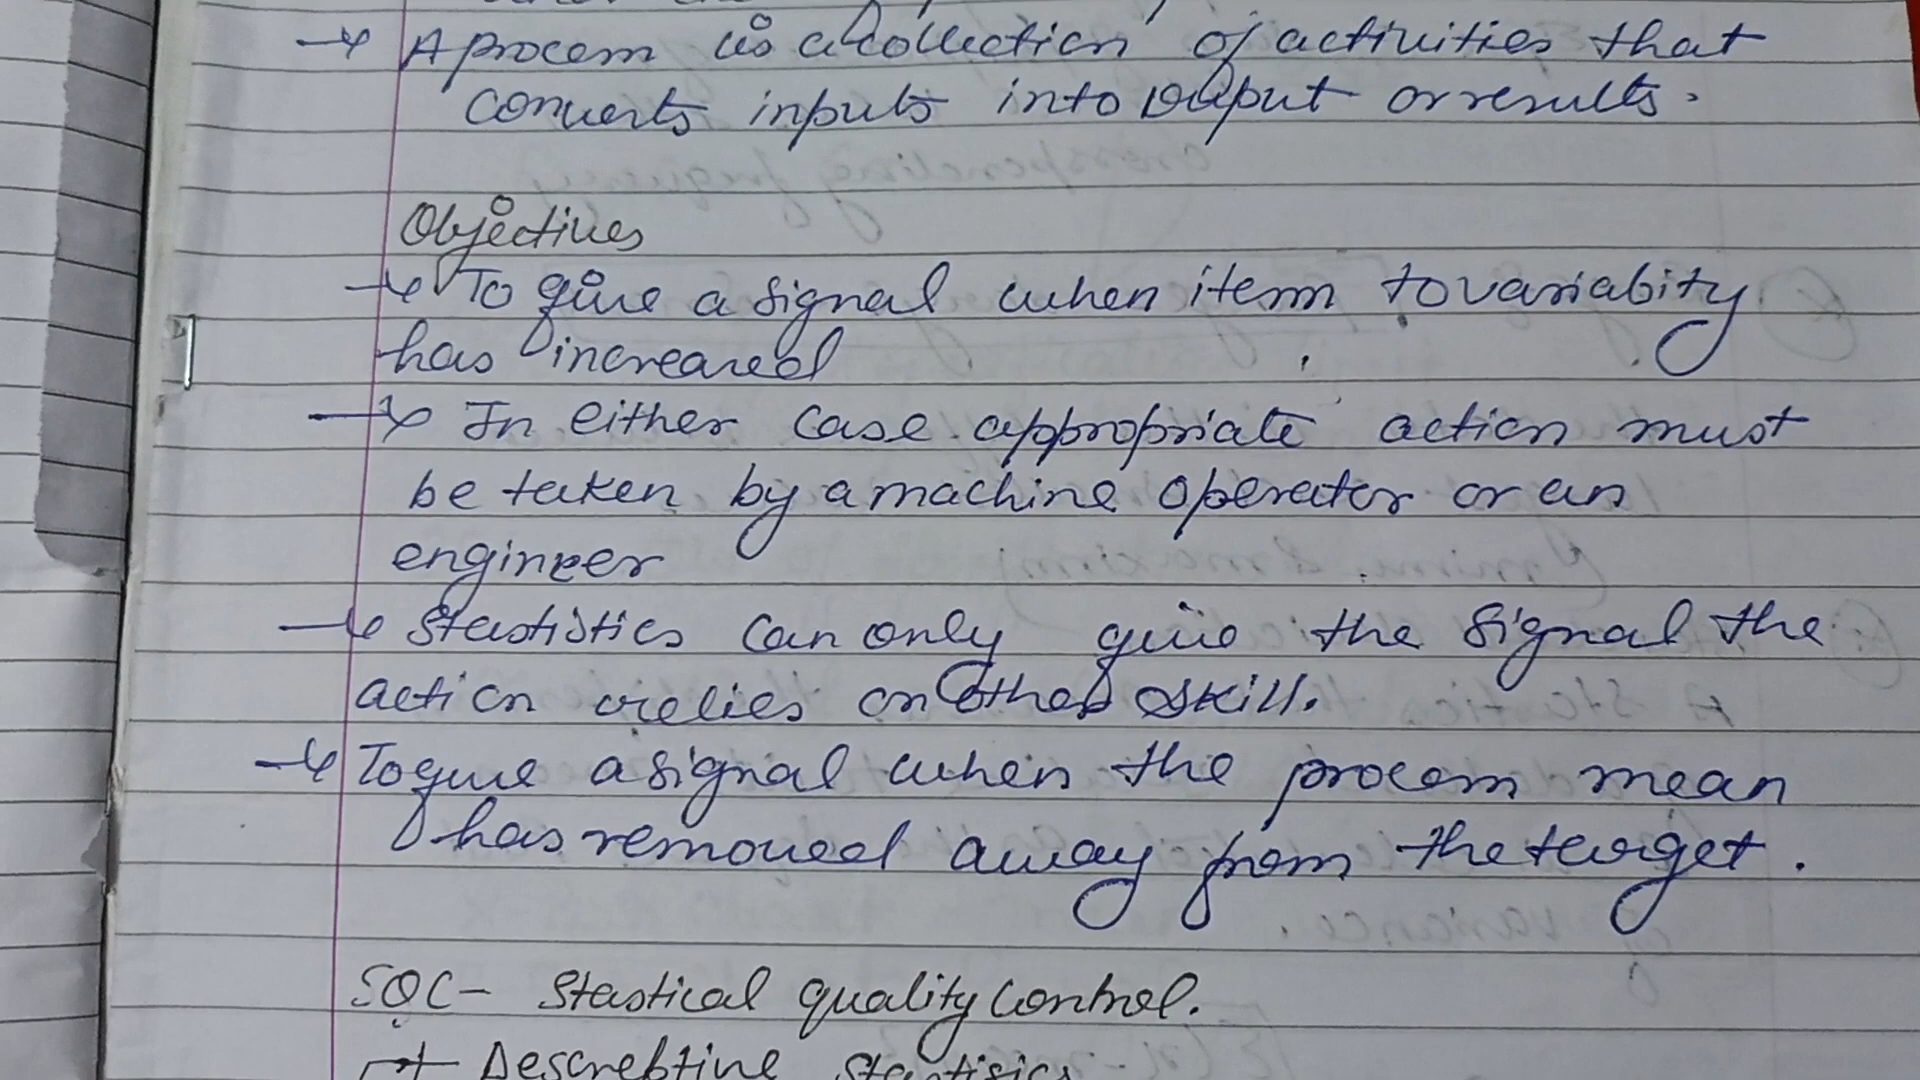 → A process is a collection of activities that
converts inputs into output or results.
Objectives
→ To give a signal when item to variabity
has increased
→ In either case appropriate action must
be taken by a machine operator or an
engineer
→ Stastistics can only give the signal the
action relies on other skill.
→ To give a signal when the process mean
has removed away from the target.
SQC - Stastical quality control.
→ Descrebtive Stastisics